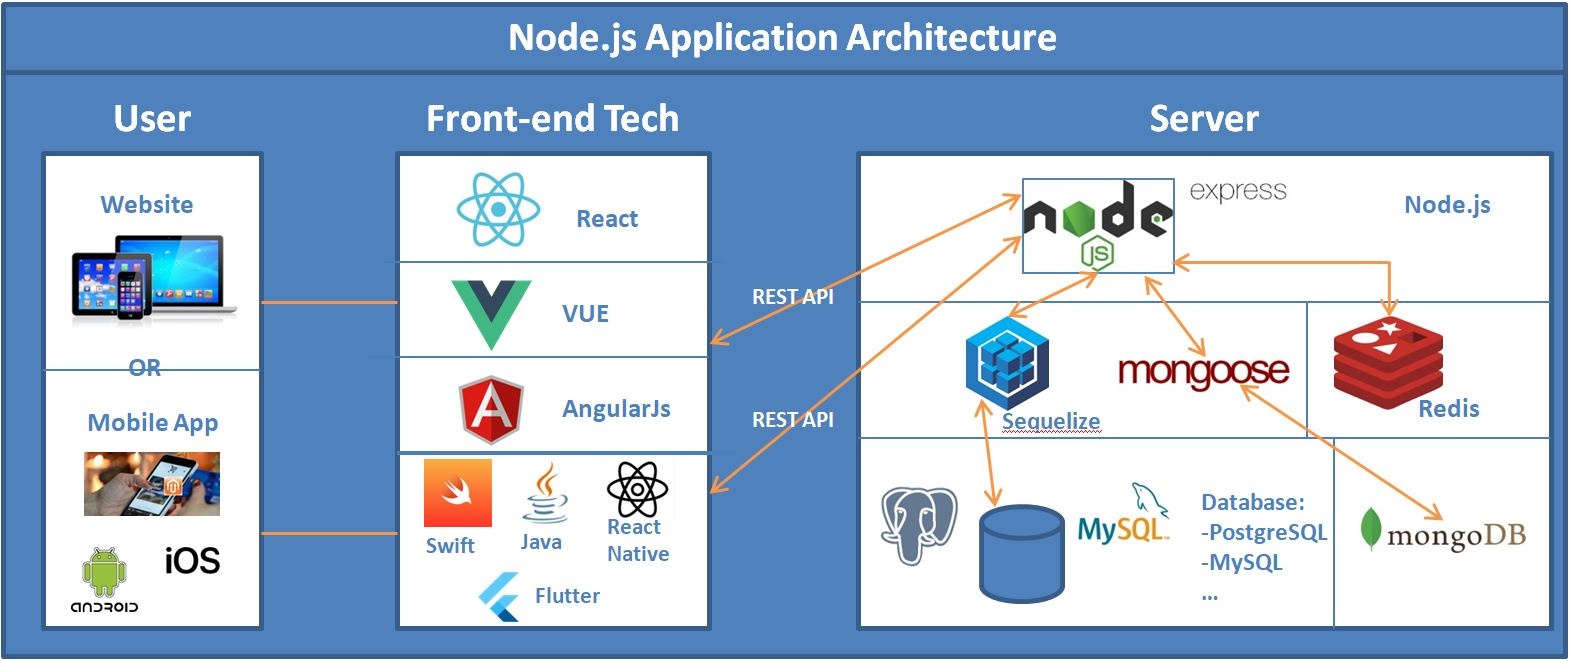 Node.js Application Architecture
User
Front-end Tech
Server
Website
OR
Mobile App
iOS
ANDROID
React
VUE
AngularJs
Swift
Java
React
Native
Flutter
REST API
REST API
node
JS
express
Node.js
Sequelize
mongoose
Redis
MySQL
Database:
-PostgreSQL
-MySQL
...
mongoDB